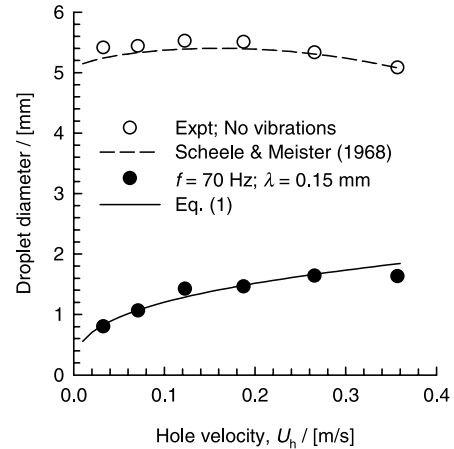 6
5
4
3
2
1
0
Droplet diameter / [mm]
Expt; No vibrations
Scheele & Meister (1968)
f = 70 Hz; λ = 0.15 mm
Eq. (1)
0.0 0.1 0.2 0.3 0.4
Hole velocity, Uh / [m/s]